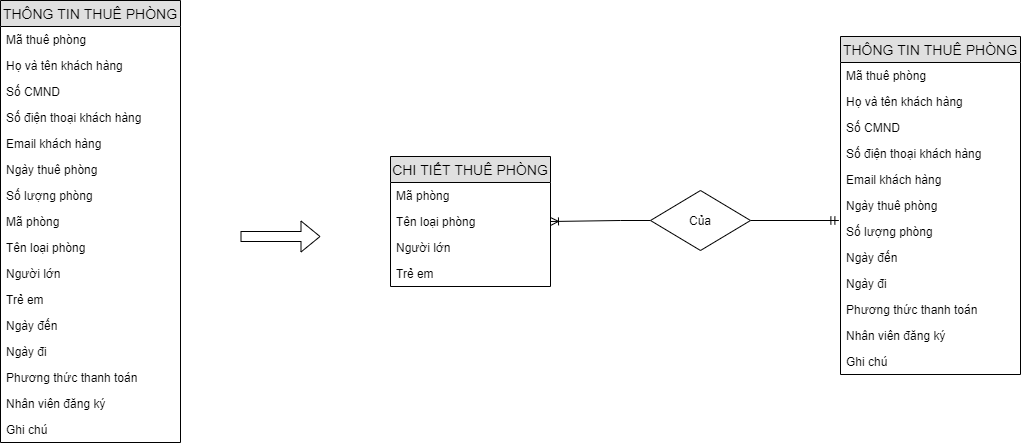 THÔNG TIN THUÊ PHÒNG
Mã thuê phòng
Họ và tên khách hàng
Số CMND
Số điện thoại khách hàng
Email khách hàng
Ngày thuê phòng
Số lượng phòng
Mã phòng
Tên loại phòng
Người lớn
Trẻ em
Ngày đến
Ngày đi
Phương thức thanh toán
Nhân viên đăng ký
Ghi chú
CHI TIẾT THUÊ PHÒNG
Mã phòng
Tên loại phòng
Người lớn
Trẻ em
Của
THÔNG TIN THUÊ PHÒNG
Mã thuê phòng
Họ và tên khách hàng
Số CMND
Số điện thoại khách hàng
Email khách hàng
Ngày thuê phòng
Số lượng phòng
Ngày đến
Ngày đi
Phương thức thanh toán
Nhân viên đăng ký
Ghi chú